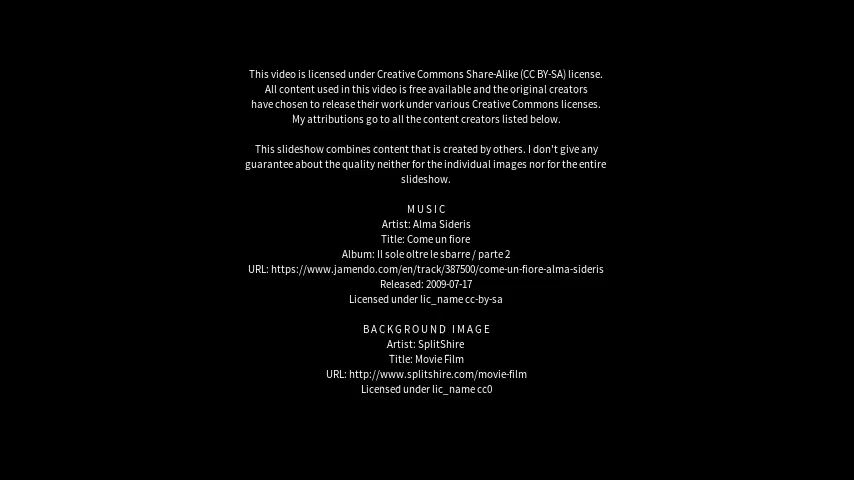 This video is licensed under Creative Commons Share-Alike (CC BY-SA) license.
All content used in this video is free available and the original creators
have chosen to release their work under various Creative Commons licenses.
My attributions go to all the content creators listed below.
This slideshow combines content that is created by others. I don't give any
guarantee about the quality neither for the individual images nor for the entire
slideshow.
MUSIC
Artist: Alma Sideris
Title: Come un fiore
Album: Il sole oltre le sbarre / parte 2
URL: https://www.jamendo.com/en/track/387500/come-un-fiore-alma-sideris
Released: 2009-07-17
Licensed under lic_name cc-by-sa
BACKGROUND IMAGE
Artist: SplitShire
Title: Movie Film
URL: http://www.splitshire.com/movie-film
Licensed under lic_name cc0